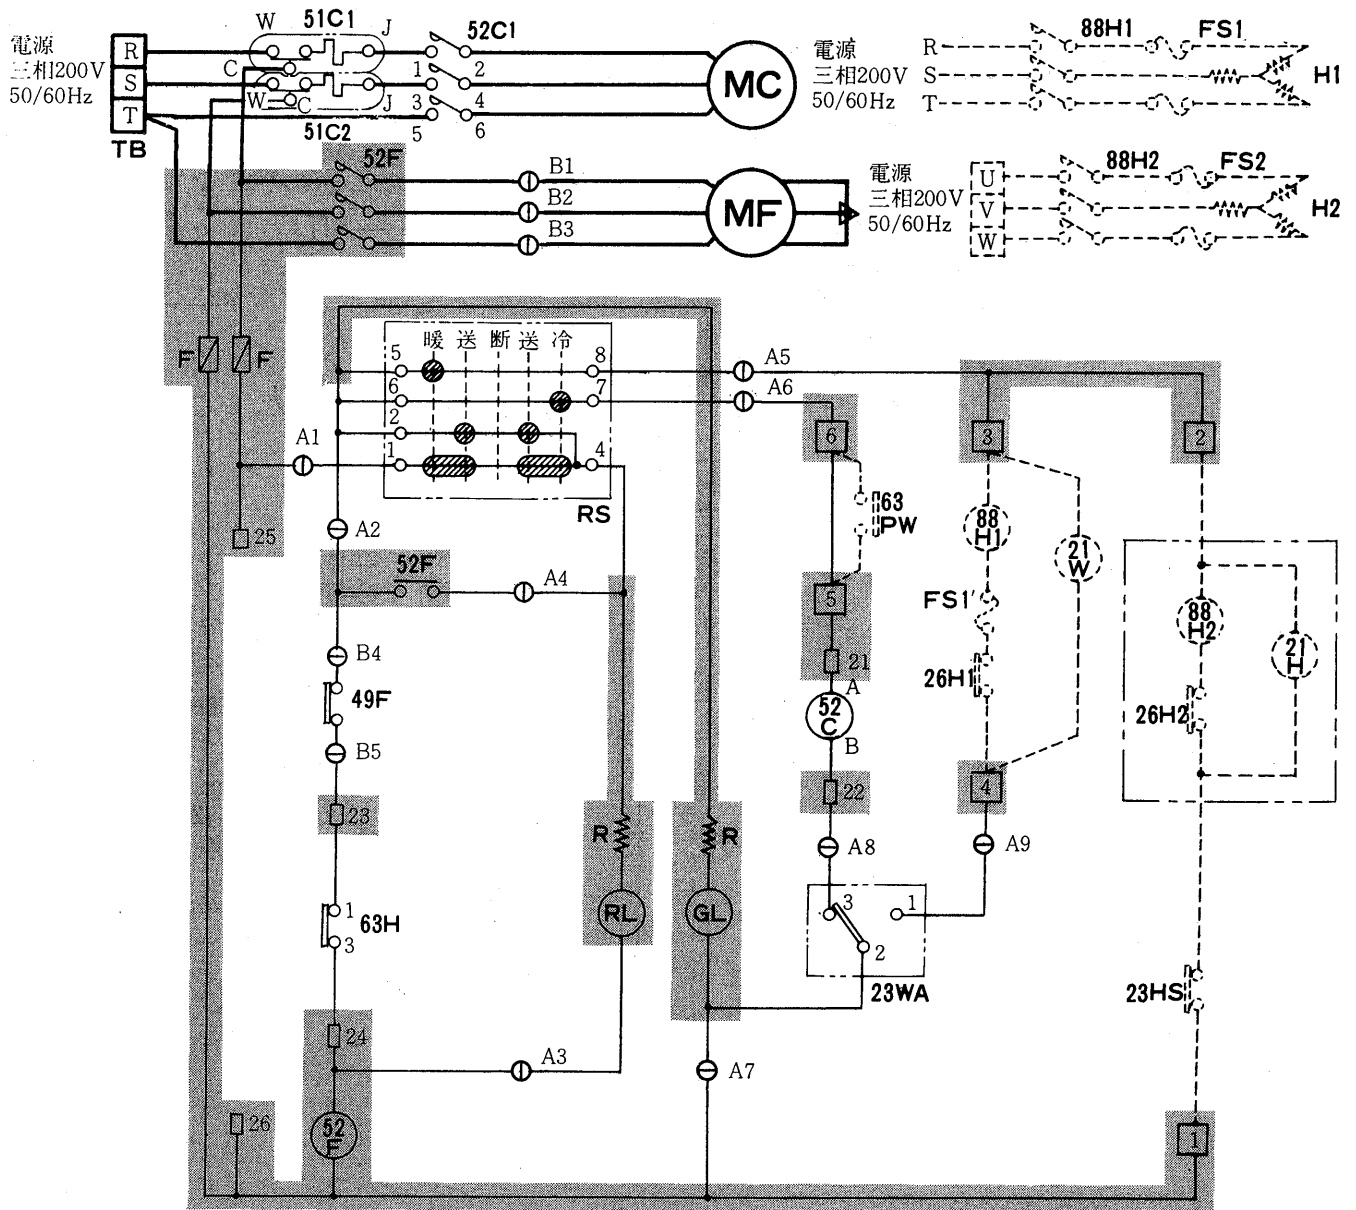 電源
三相200V
50/60Hz
R
S
T
TB
W
51C1
J
52C1
C
1
2
W
C
J
3
4
51C2
5
6
MC
電源
三相200V
50/60Hz
R
S
T
88H1
FS1
H1
52F
B1
B2
B3
MF
電源
三相200V
50/60Hz
U
V
W
88H2
FS2
H2
F
F
暖 送 断 送 冷
5
8
A5
6
7
A6
2
A1
1
4
RS
A2
25
52F
A4
6
3
2
63
PW
5
21
A
52
C
B
22
A8
88
H1
21
W
FS1'
26H1
4
A9
88
H2
21
H
26H2
B4
49F
B5
23
R
R
1
63H
3
RL
GL
3
1
2
23WA
23HS
24
A3
A7
26
52
F
1